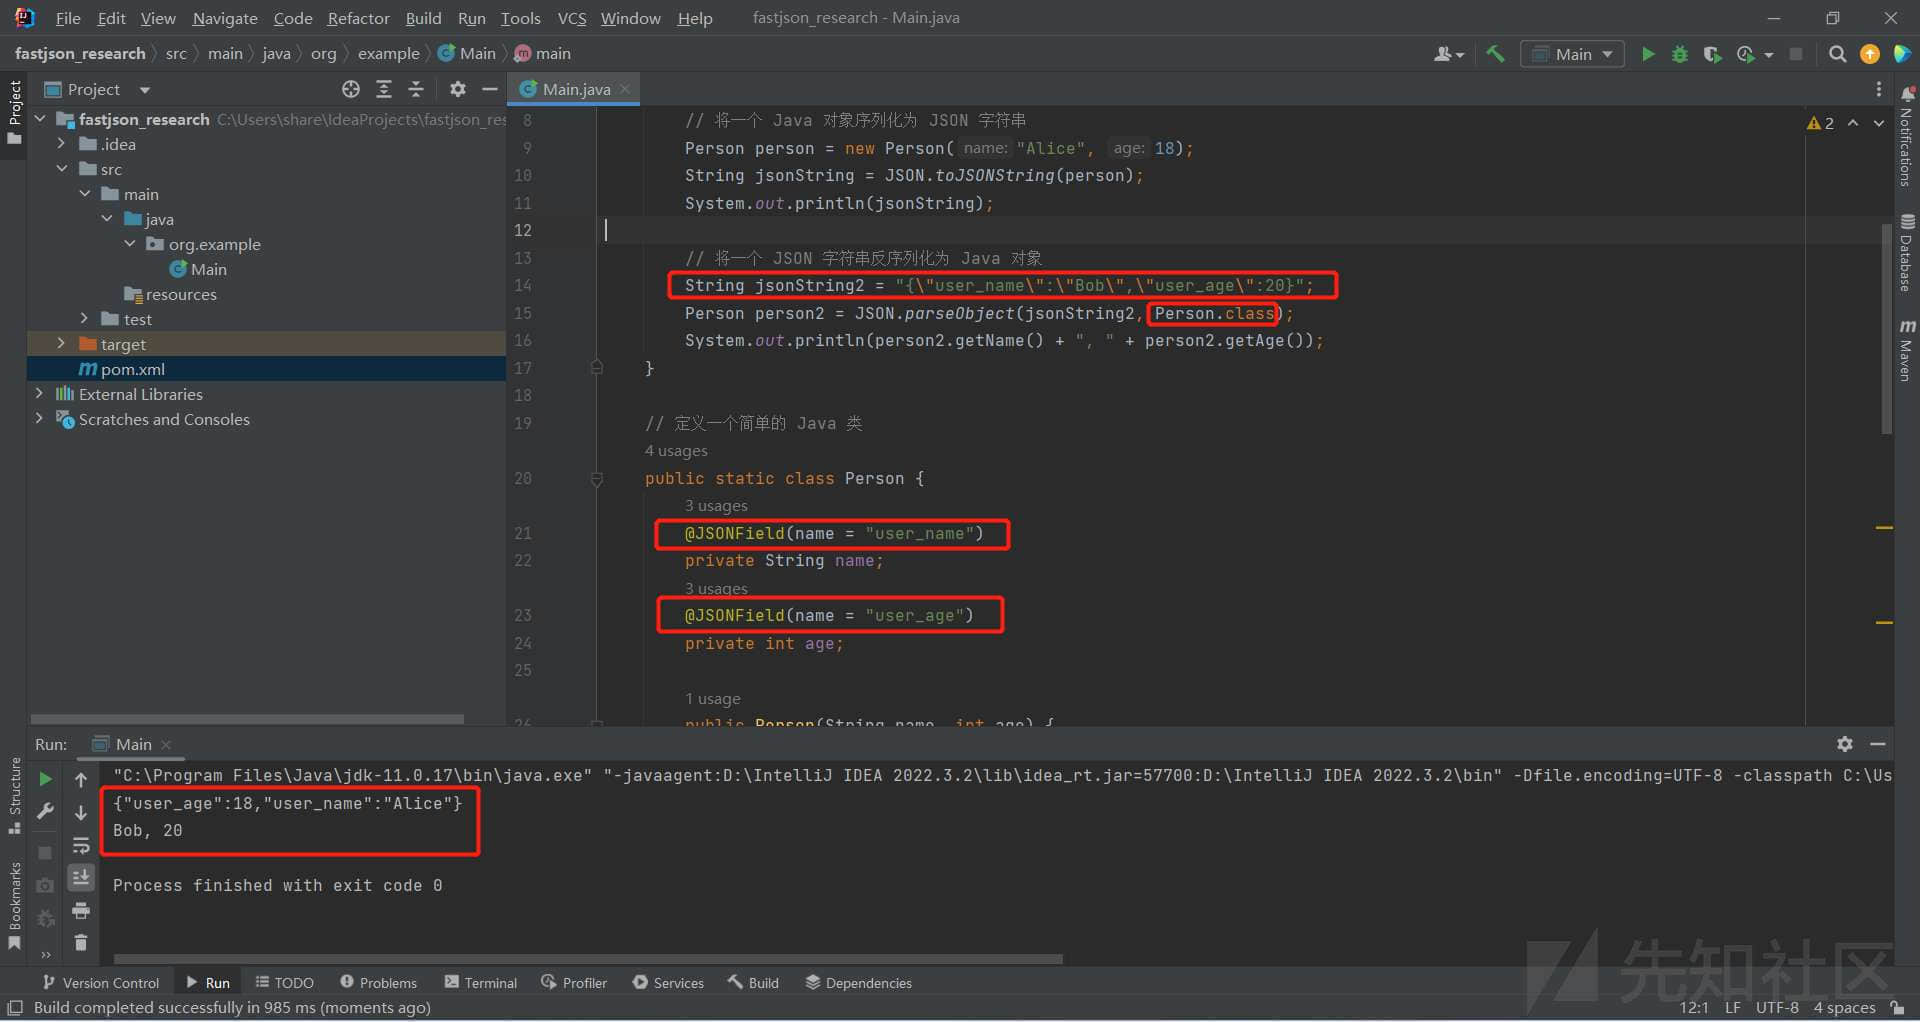 File Edit View Navigate Code Refactor Build Run Tools VCS Window Help fastjson_research - Main.java
fastjson_research src main java org example Main main
Main
Project
Main.java
Project
fastjson_research C:\Users\share\IdeaProjects\fastjson_res
.idea
src
main
java
org.example
Main
resources
test
target
pom.xml
External Libraries
Scratches and Consoles
8 // 将一个 Java 对象序列化为 JSON 字符串
9 Person person = new Person( name: "Alice", age: 18);
10 String jsonString = JSON.toJSONString(person);
11 System.out.println(jsonString);
12
13 // 将一个 JSON 字符串反序列化为 Java 对象
14 String jsonString2 = "{\"user_name\":\"Bob\",\"user_age\":20}";
15 Person person2 = JSON.parseObject(jsonString2, Person.class);
16 System.out.println(person2.getName() + ", " + person2.getAge());
17 }
18
19 // 定义一个简单的 Java 类
4 usages
20 public static class Person {
3 usages
21 @JSONField(name = "user_name")
22 private String name;
3 usages
23 @JSONField(name = "user_age")
24 private int age;
25
1 usage
26 public Person(String name, int age) {
2
Notifications
Database
Maven
Run: Main
"C:\Program Files\Java\jdk-11.0.17\bin\java.exe" "-javaagent:D:\IntelliJ IDEA 2022.3.2\lib\idea_rt.jar=57700:D:\IntelliJ IDEA 2022.3.2\bin" -Dfile.encoding=UTF-8 -classpath C:\Us
{"user_age":18,"user_name":"Alice"}
Bob, 20
Process finished with exit code 0
Structure
Bookmarks
先知社区
Version Control Run TODO Problems Terminal Profiler Services Build Dependencies
Build completed successfully in 985 ms (moments ago)
12:1 LF UTF-8 4 spaces